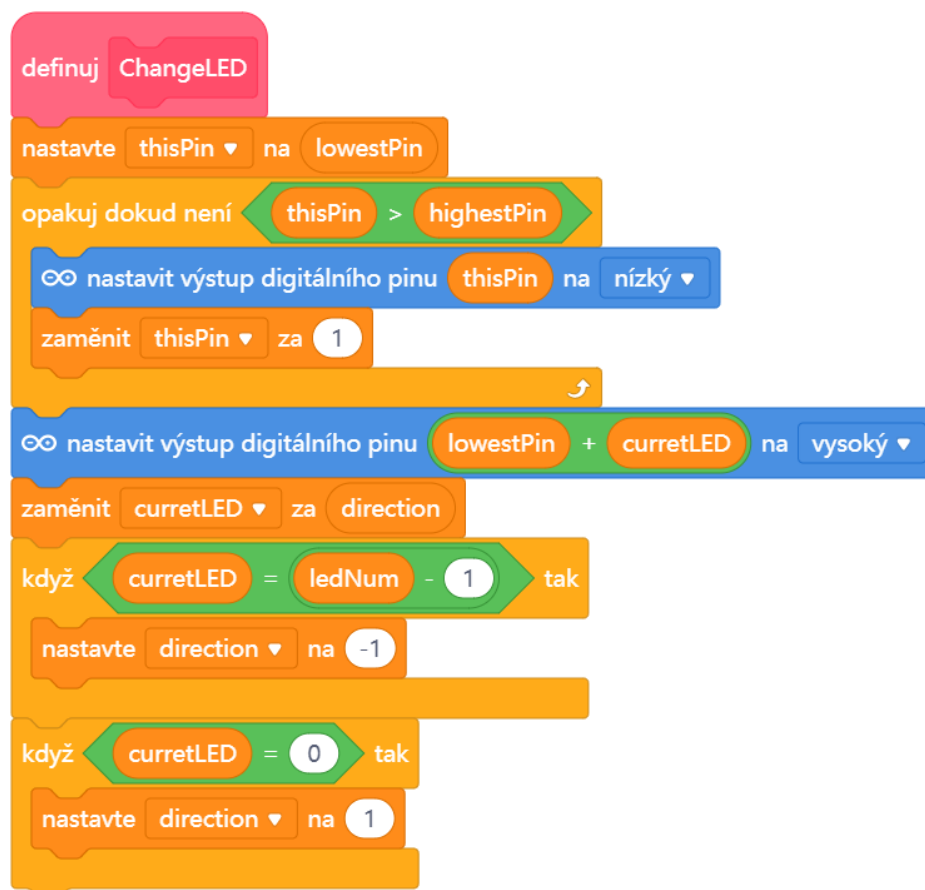 definuj ChangeLED
nastavte thisPin na lowestPin
opakuj dokud není thisPin > highestPin
nastavit výstup digitálního pinu thisPin na nízký
zaměnit thisPin za 1
nastavit výstup digitálního pinu lowestPin + curretLED na vysoký
zaměnit curretLED za direction
když curretLED = ledNum - 1 tak
nastavte direction na -1
když curretLED = 0 tak
nastavte direction na 1